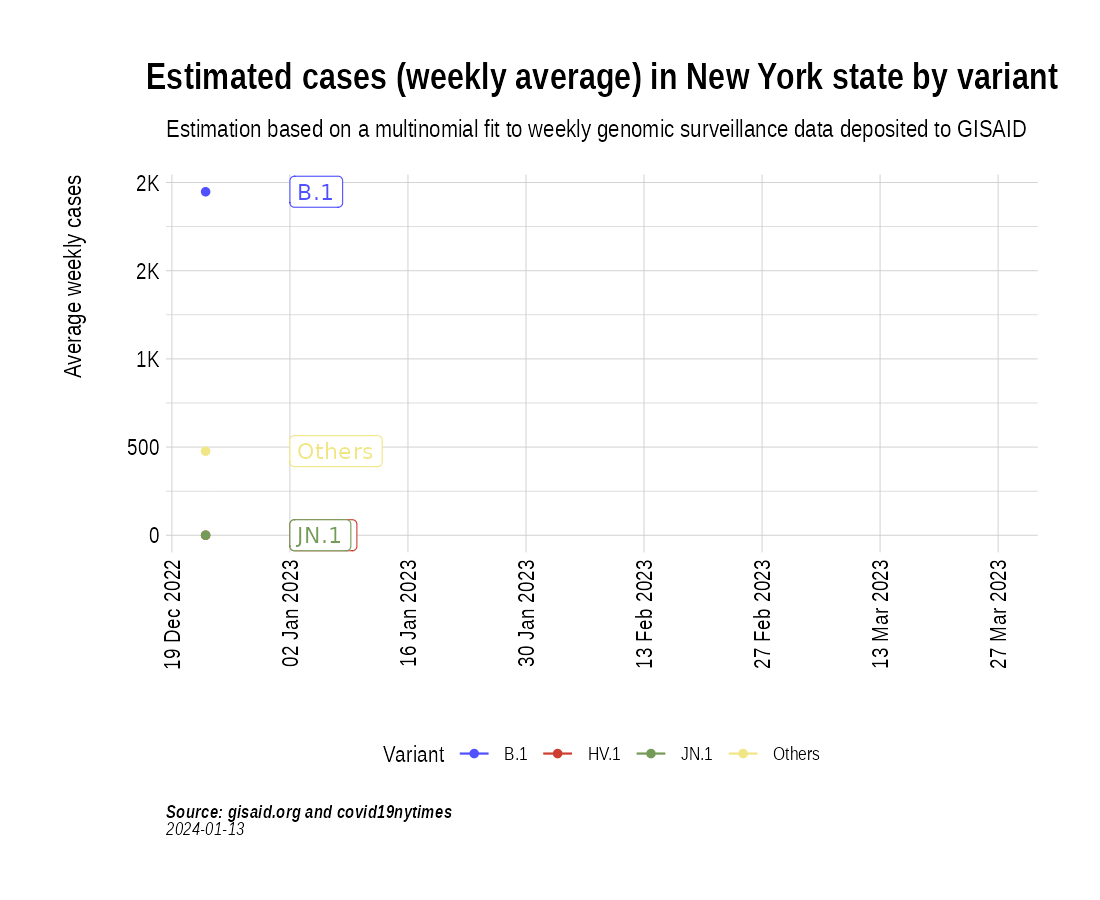 Estimated cases (weekly average) in New York state by variant
Estimation based on a multinomial fit to weekly genomic surveillance data deposited to GISAID
Average weekly cases
2K
2K
1K
500
0
B.1
Others
JN.1
19 Dec 2022
02 Jan 2023
16 Jan 2023
30 Jan 2023
13 Feb 2023
27 Feb 2023
13 Mar 2023
27 Mar 2023
Variant B.1 HV.1 JN.1 Others
Source: gisaid.org and covid19nytimes
2024-01-13